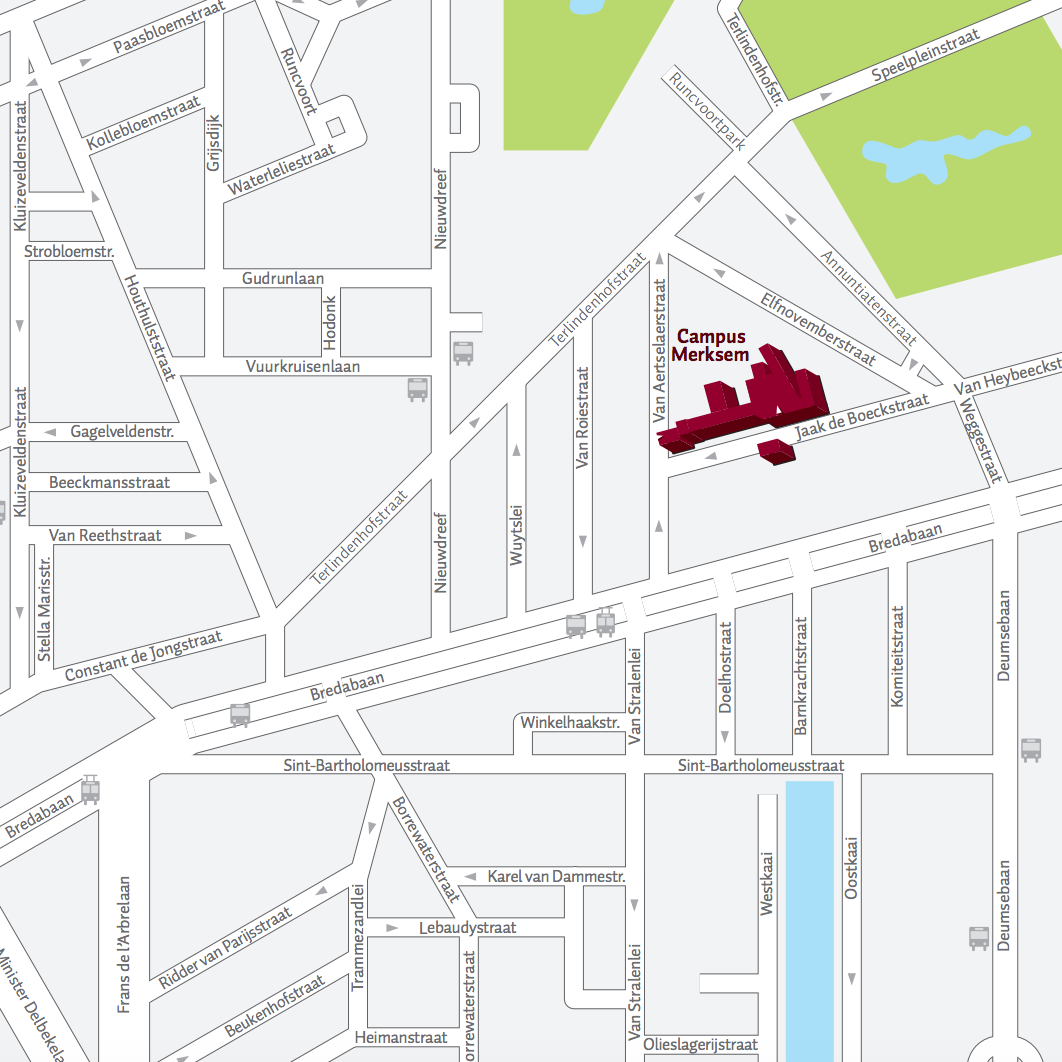 Paasbloemstraat
Runcvoort
Terlindenhofstr.
Speelpleinstraat
Runcvoortpark
Kollebloemstraat
Kluizeveldenstraat
Grijsdijk
Waterleliestraat
Nieuwdreef
Strobloemstr.
Gudrunlaan
Hodonk
Houthulststraat
Vuurkruisenlaan
Terlindenhofstraat
Van Aertselaerstraat
Annuntiatenstraat
Elfnovemberstraat
Campus
Merksem
Van Heybeeckst
Jaak de Boeckstraat
Weggestraat
Van Roiestraat
Kluizeveldenstraat
Gagelveldenstr.
Beeckmansstraat
Van Reethstraat
Terlindenhofstraat
Nieuwdreef
Wuytslei
Bredabaan
Stella Marisstr.
Constant de Jongstraat
Bredabaan
Van Stralenlei
Doelhostraat
Barnkrachtstraat
Komiteitstraat
Deumsebaan
Winkelhaakstr.
Sint-Bartholomeusstraat
Sint-Bartholomeusstraat
Bredabaan
Borrewaterstraat
Karel van Dammestr.
Westkaai
Oostkaai
Deumsebaan
Frans de l'Arbrelaan
Ridder van Parijsstraat
Trammezandlei
Lebaudystraat
Minister Delbekela
Beukenhofstraat
orrewaterstraat
Van Stralenlei
Heimanstraat
Olieslagerijstraat